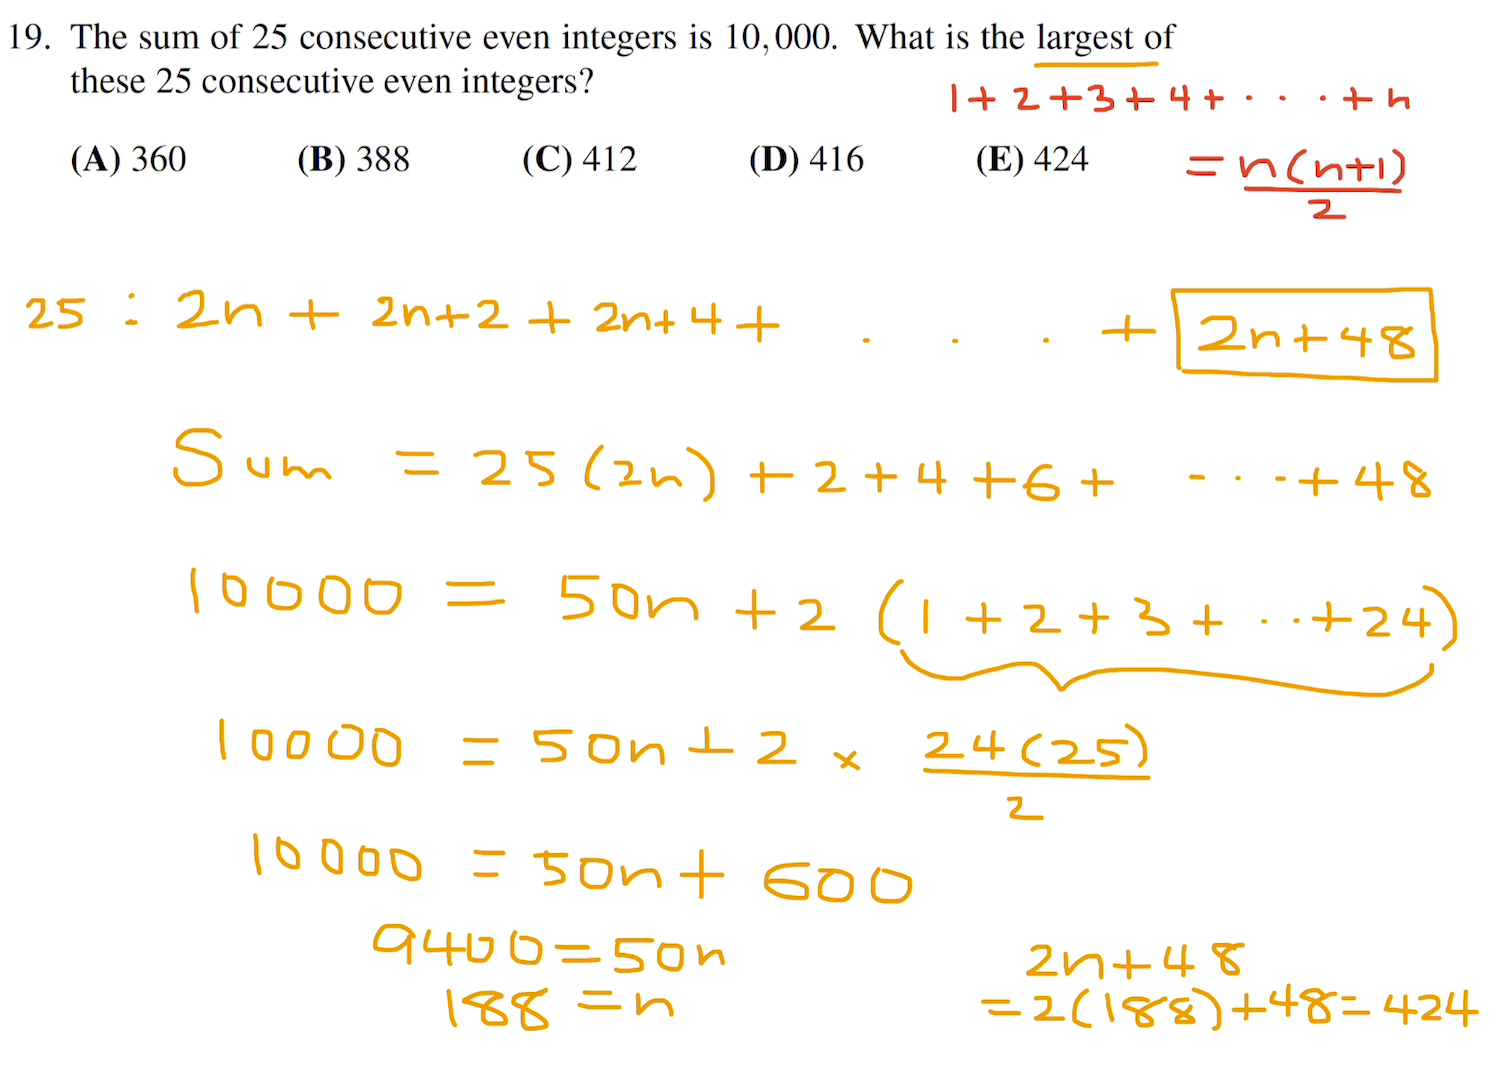 19. The sum of 25 consecutive even integers is 10,000. What is the largest of
these 25 consecutive even integers?
1+2+3+4+...+n
(A) 360 (B) 388 (C) 412 (D) 416 (E) 424
= n(n+1)/2
25 : 2n + 2n+2 + 2n+4 + . . . + 2n+48
Sum = 25(2n) + 2+4+6+ ...+48
10000 = 50n + 2 (1+2+3+...+24)
10000 = 50n + 2 × 24(25)/2
10000 = 50n + 600
9400 = 50n
188 = n
2n+48
= 2(188)+48 = 424